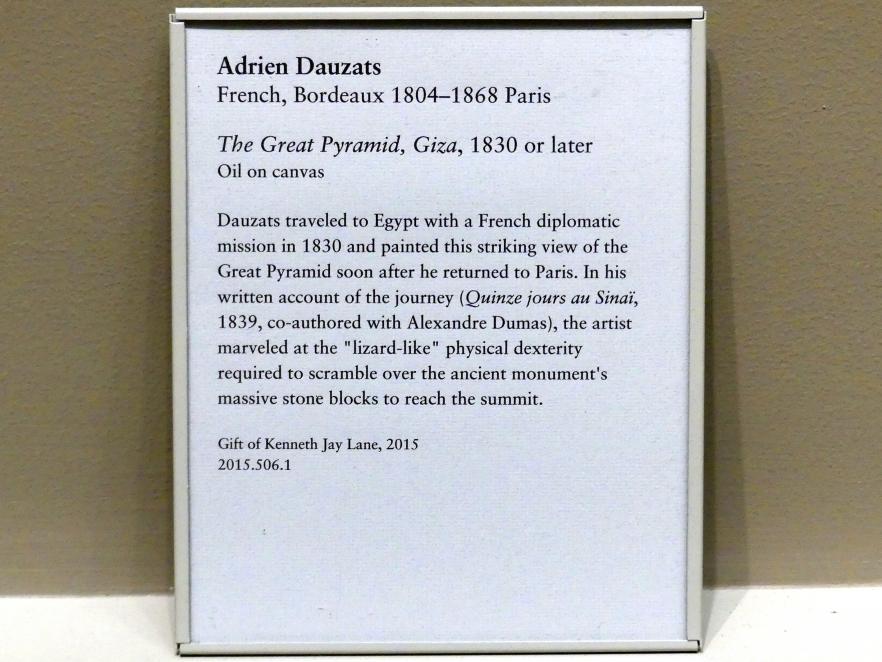 Adrien Dauzats
French, Bordeaux 1804–1868 Paris
The Great Pyramid, Giza, 1830 or later
Oil on canvas
Dauzats traveled to Egypt with a French diplomatic
mission in 1830 and painted this striking view of the
Great Pyramid soon after he returned to Paris. In his
written account of the journey (Quinze jours au Sinaï,
1839, co-authored with Alexandre Dumas), the artist
marveled at the "lizard-like" physical dexterity
required to scramble over the ancient monument's
massive stone blocks to reach the summit.
Gift of Kenneth Jay Lane, 2015
2015.506.1